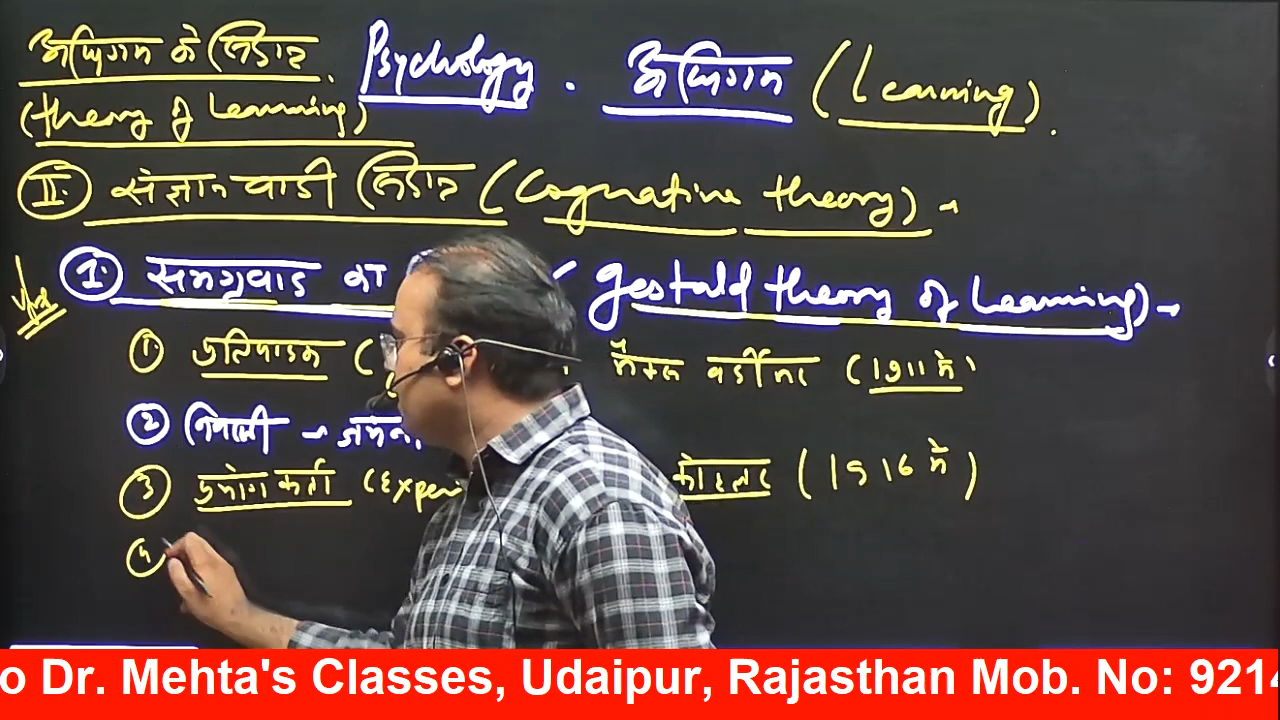 अधिगम के सिद्धांत. Psychology. अधिगम (Learning).
(theory of Learning)
II. संज्ञानवादी सिद्धांत (Cognative theory) -
1. समग्रवाद का ( gestald theory of Learning) -
1. प्रतिपादक ( मैक्स वर्दीमर (1911 में)
2 निवासी - जर्मनी
3 प्रयोगकर्ता (Experi कोहलर (1916 में)
4
o Dr. Mehta's Classes, Udaipur, Rajasthan Mob. No: 9214